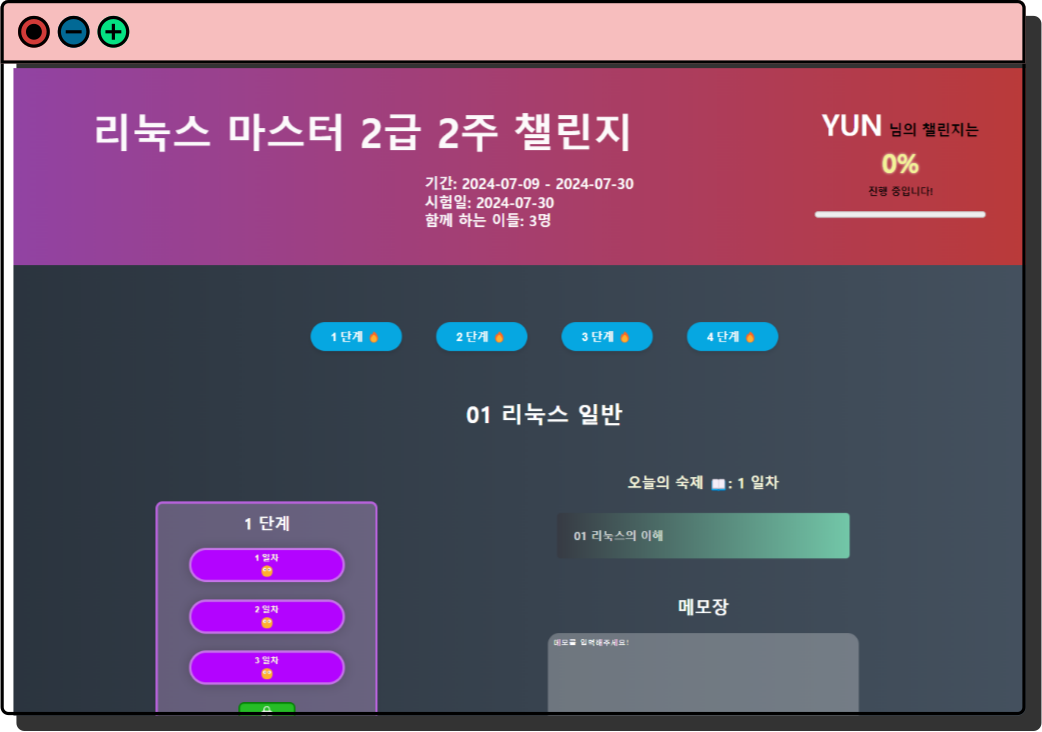 리눅스 마스터 2급 2주 챌린지
기간: 2024-07-09 - 2024-07-30
시험일: 2024-07-30
함께 하는 이들: 3명
YUN 님의 챌린지는
0%
진행 중입니다!
1 단계 🔥
2 단계 🔥
3 단계 🔥
4 단계 🔥
01 리눅스 일반
1 단계
1 일차
2 일차
3 일차
오늘의 숙제 📖: 1 일차
01 리눅스의 이해
메모장
메모를 입력해주세요!